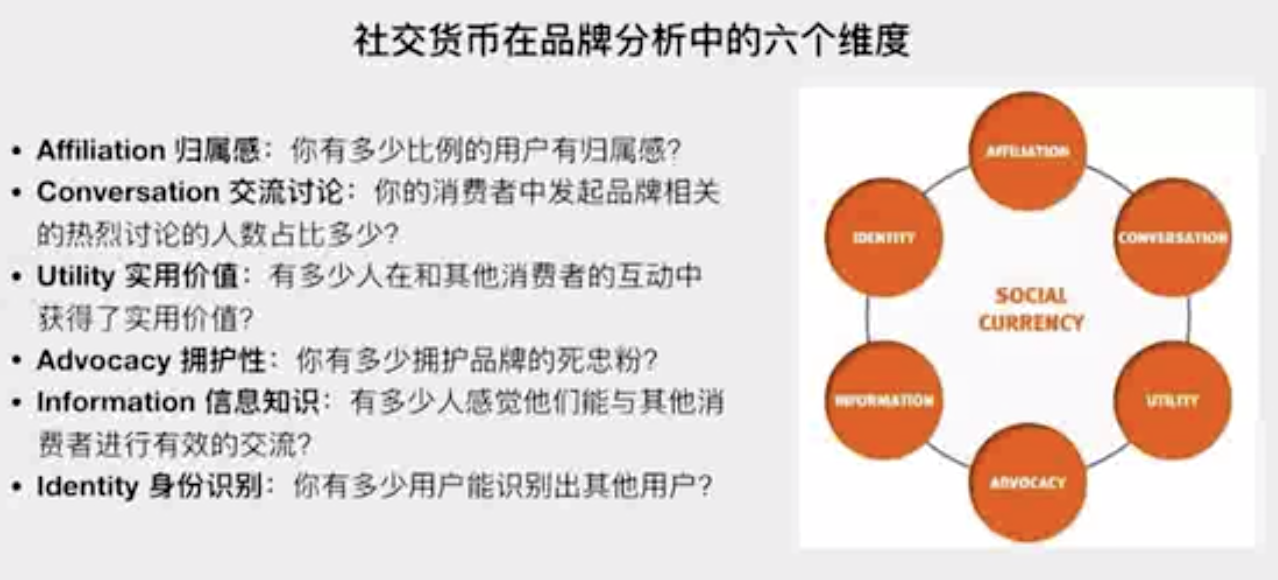 社交货币在品牌分析中的六个维度
• Affiliation 归属感：你有多少比例的用户有归属感?
• Conversation 交流讨论：你的消费者中发起品牌相关
的热烈讨论的人数占比多少?
• Utility 实用价值：有多少人在和其他消费者的互动中
获得了实用价值?
• Advocacy 拥护性：你有多少拥护品牌的死忠粉?
• Information 信息知识：有多少人感觉他们能与其他消
费者进行有效的交流?
• Identity 身份识别：你有多少用户能识别出其他用户?
AFFILIATION
IDENTITY
CONVERSATION
SOCIAL
CURRENCY
INFORMATION
UTILITY
ADVOCACY